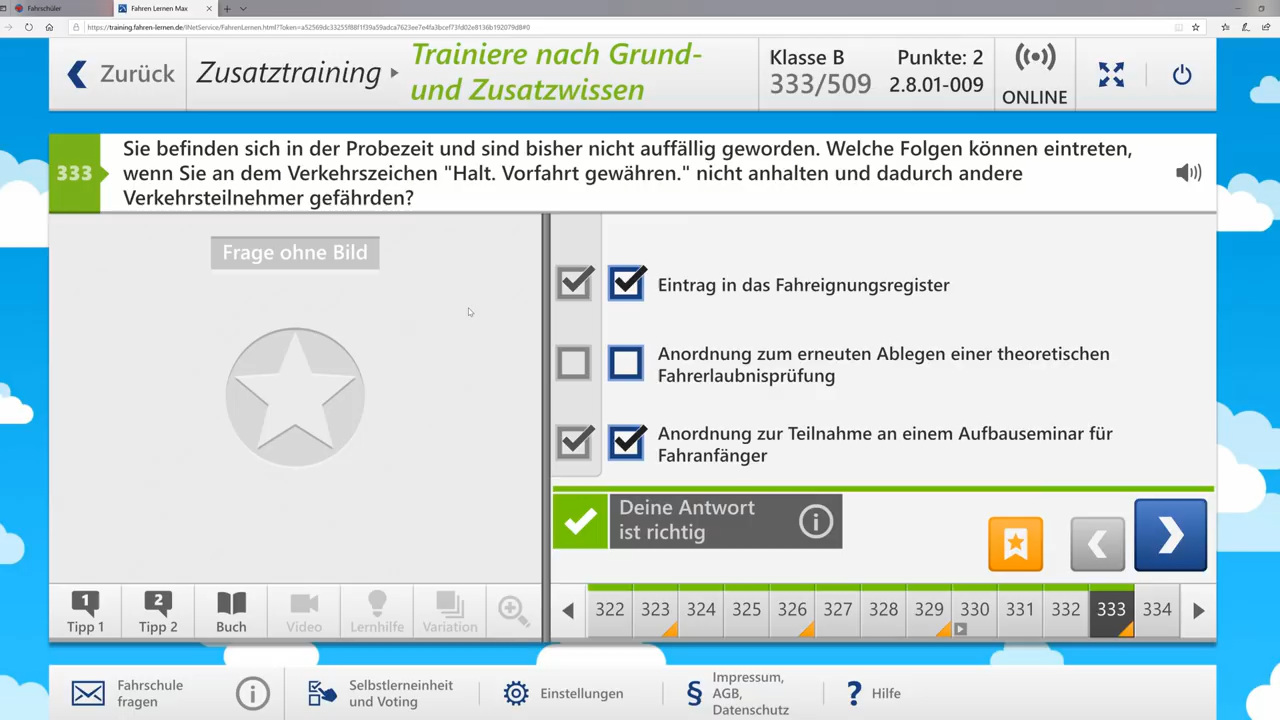 Fahrschüler
Fahren Lernen Max
Zurück
Zusatztraining
Trainiere nach Grund-
und Zusatzwissen
Klasse B
333/509
Punkte: 2
2.8.01-009
ONLINE
333
Sie befinden sich in der Probezeit und sind bisher nicht auffällig geworden. Welche Folgen können eintreten,
wenn Sie an dem Verkehrszeichen "Halt. Vorfahrt gewähren." nicht anhalten und dadurch andere
Verkehrsteilnehmer gefährden?
Frage ohne Bild
Eintrag in das Fahreignungsregister
Anordnung zum erneuten Ablegen einer theoretischen
Fahrerlaubnisprüfung
Anordnung zur Teilnahme an einem Aufbauseminar für
Fahranfänger
Deine Antwort
ist richtig
1 Tipp 1
2 Tipp 2
Buch
Video
Lernhilfe
Variation
322 323 324 325 326 327 328 329 330 331 332 333 334
Fahrschule
fragen
Selbstlerneinheit
und Voting
Einstellungen
§ Impressum,
AGB,
Datenschutz
? Hilfe